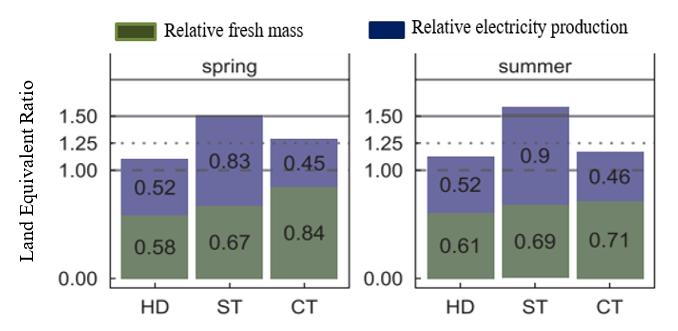 Relative fresh mass
Relative electricity production
Land Equivalent Ratio
spring
1.50
1.25
1.00
0.00
0.52
0.58
0.83
0.67
0.45
0.84
HD ST CT
summer
1.50
1.25
1.00
0.00
0.52
0.61
0.9
0.69
0.46
0.71
HD ST CT